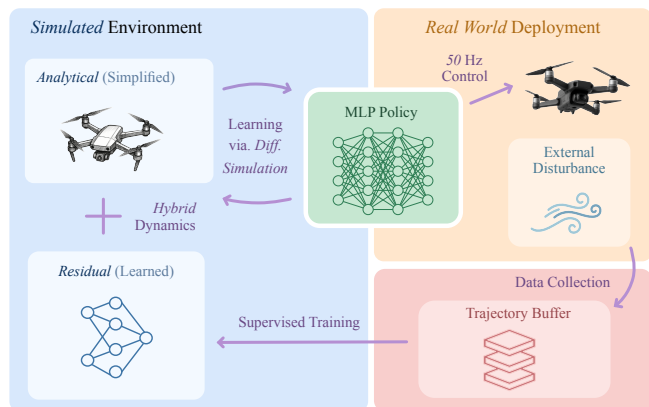 Simulated Environment
Analytical (Simplified)
Learning
via. Diff.
Simulation
Hybrid
Dynamics
Residual (Learned)
MLP Policy
Real World Deployment
50 Hz
Control
External
Disturbance
Data Collection
Trajectory Buffer
Supervised Training